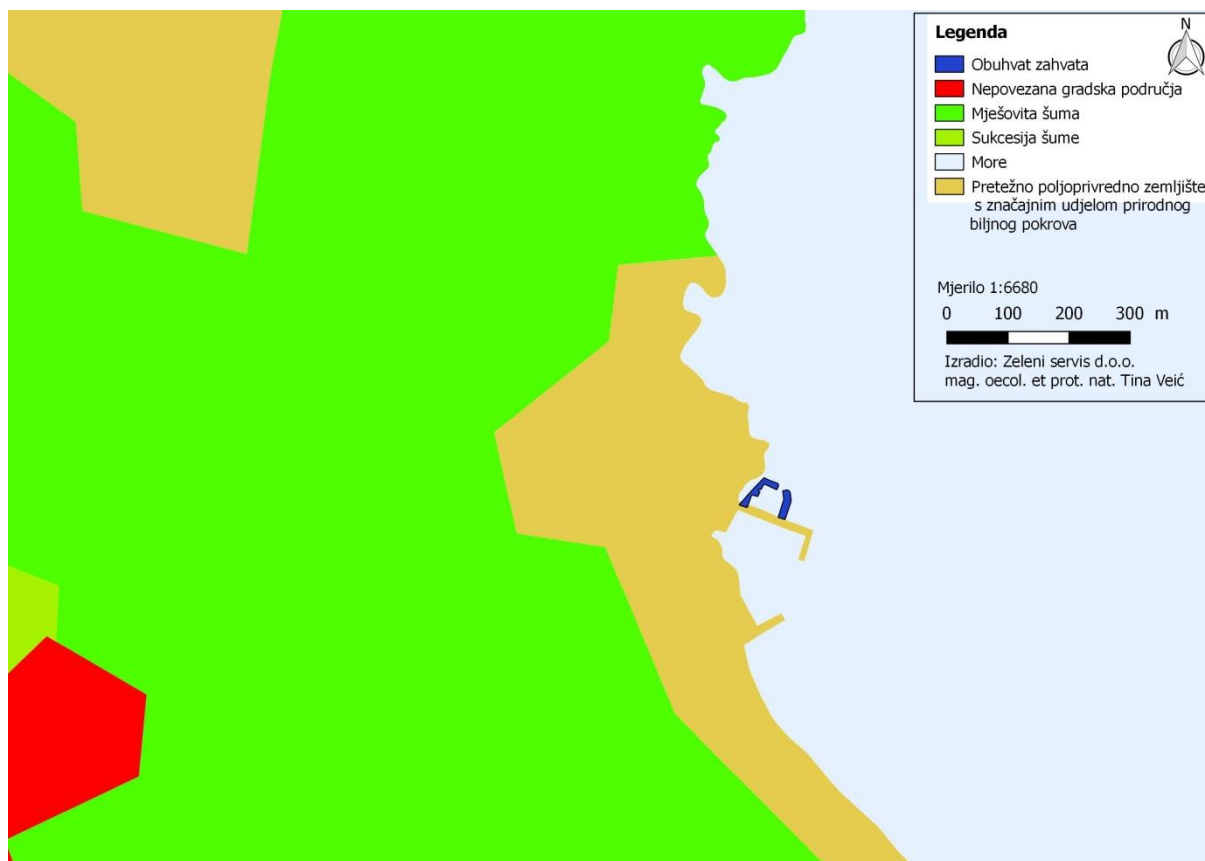 Legenda
N
Obuhvat zahvata
Nepovezana gradska područja
Mješovita šuma
Sukcesija šume
More
Pretežno poljoprivredno zemljište
s značajnim udjelom prirodnog
biljnog pokrova
Mjerilo 1:6680
0 100 200 300 m
Izradio: Zeleni servis d.o.o.
mag. oecol. et prot. nat. Tina Veić